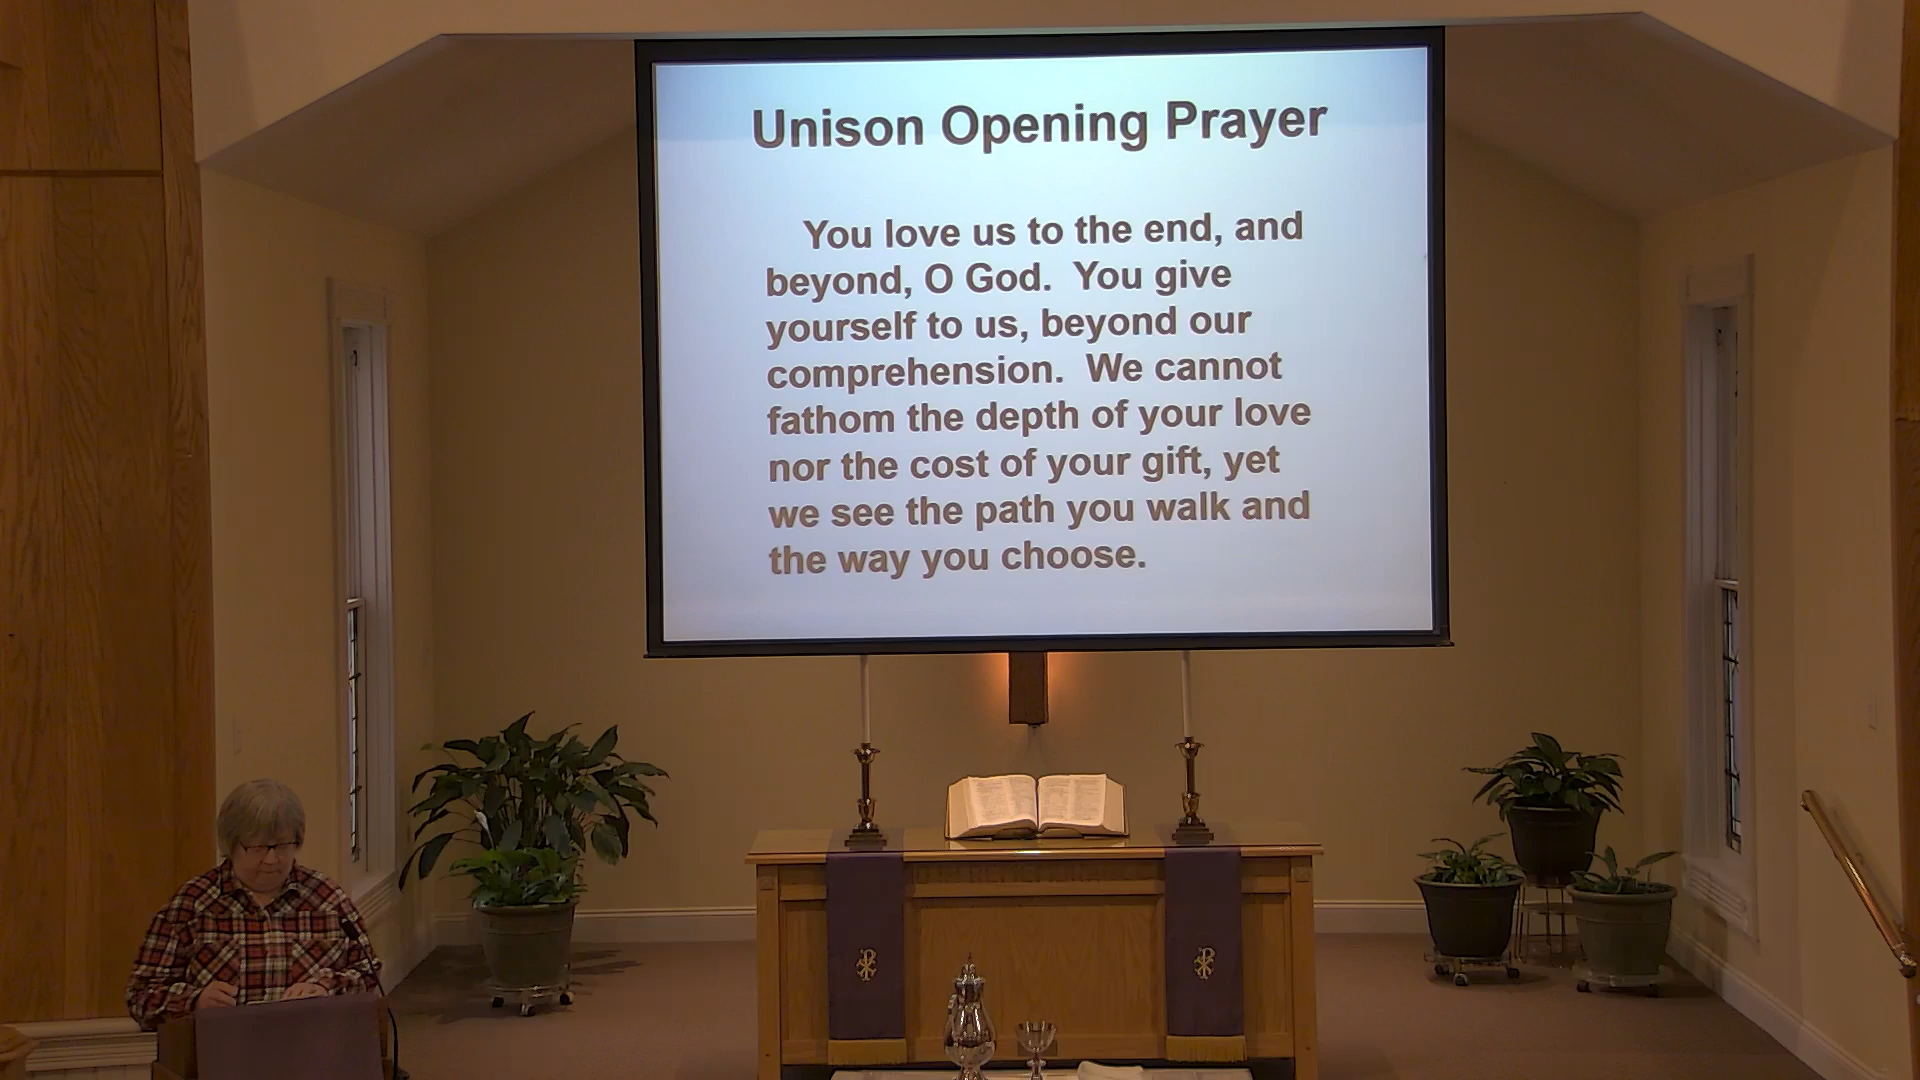 Unison Opening Prayer
You love us to the end, and
beyond, O God.  You give
yourself to us, beyond our
comprehension.  We cannot
fathom the depth of your love
nor the cost of your gift, yet
we see the path you walk and
the way you choose.